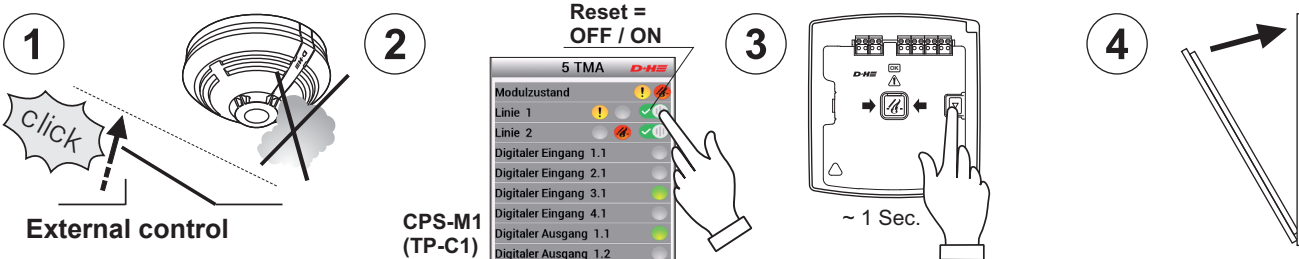 1
click
External control
2
Reset =
OFF / ON
5 TMA D+H
Modulzustand !
Linie 1 !
Linie 2
Digitaler Eingang 1.1
Digitaler Eingang 2.1
Digitaler Eingang 3.1
Digitaler Eingang 4.1
Digitaler Ausgang 1.1
Digitaler Ausgang 1.2
CPS-M1
(TP-C1)
3
D+H
OK
~ 1 Sec.
4